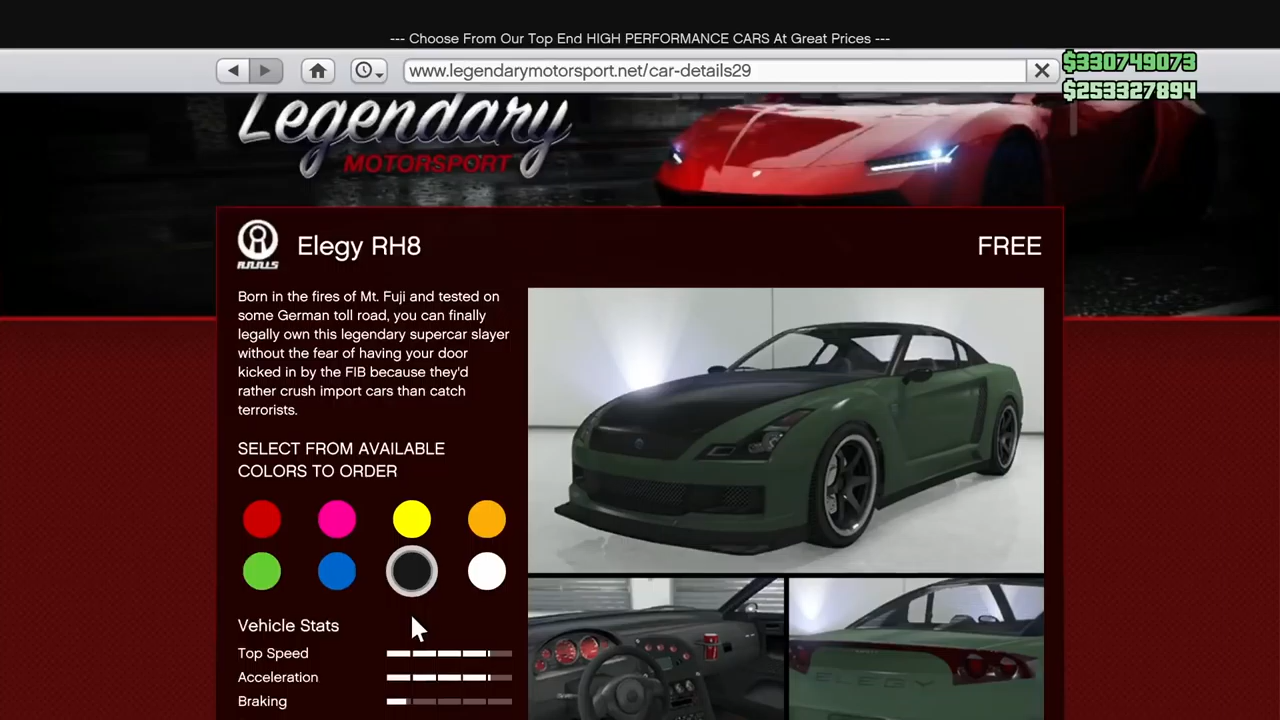 --- Choose From Our Top End HIGH PERFORMANCE CARS At Great Prices ---
www.legendarymotorsport.net/car-details29
$330749073
$253327894
Legendary
MOTORSPORT
Elegy RH8
FREE
ANNIS
Born in the fires of Mt. Fuji and tested on
some German toll road, you can finally
legally own this legendary supercar slayer
without the fear of having your door
kicked in by the FIB because they'd
rather crush import cars than catch
terrorists.
SELECT FROM AVAILABLE
COLORS TO ORDER
Vehicle Stats
Top Speed
Acceleration
Braking
ELEGY